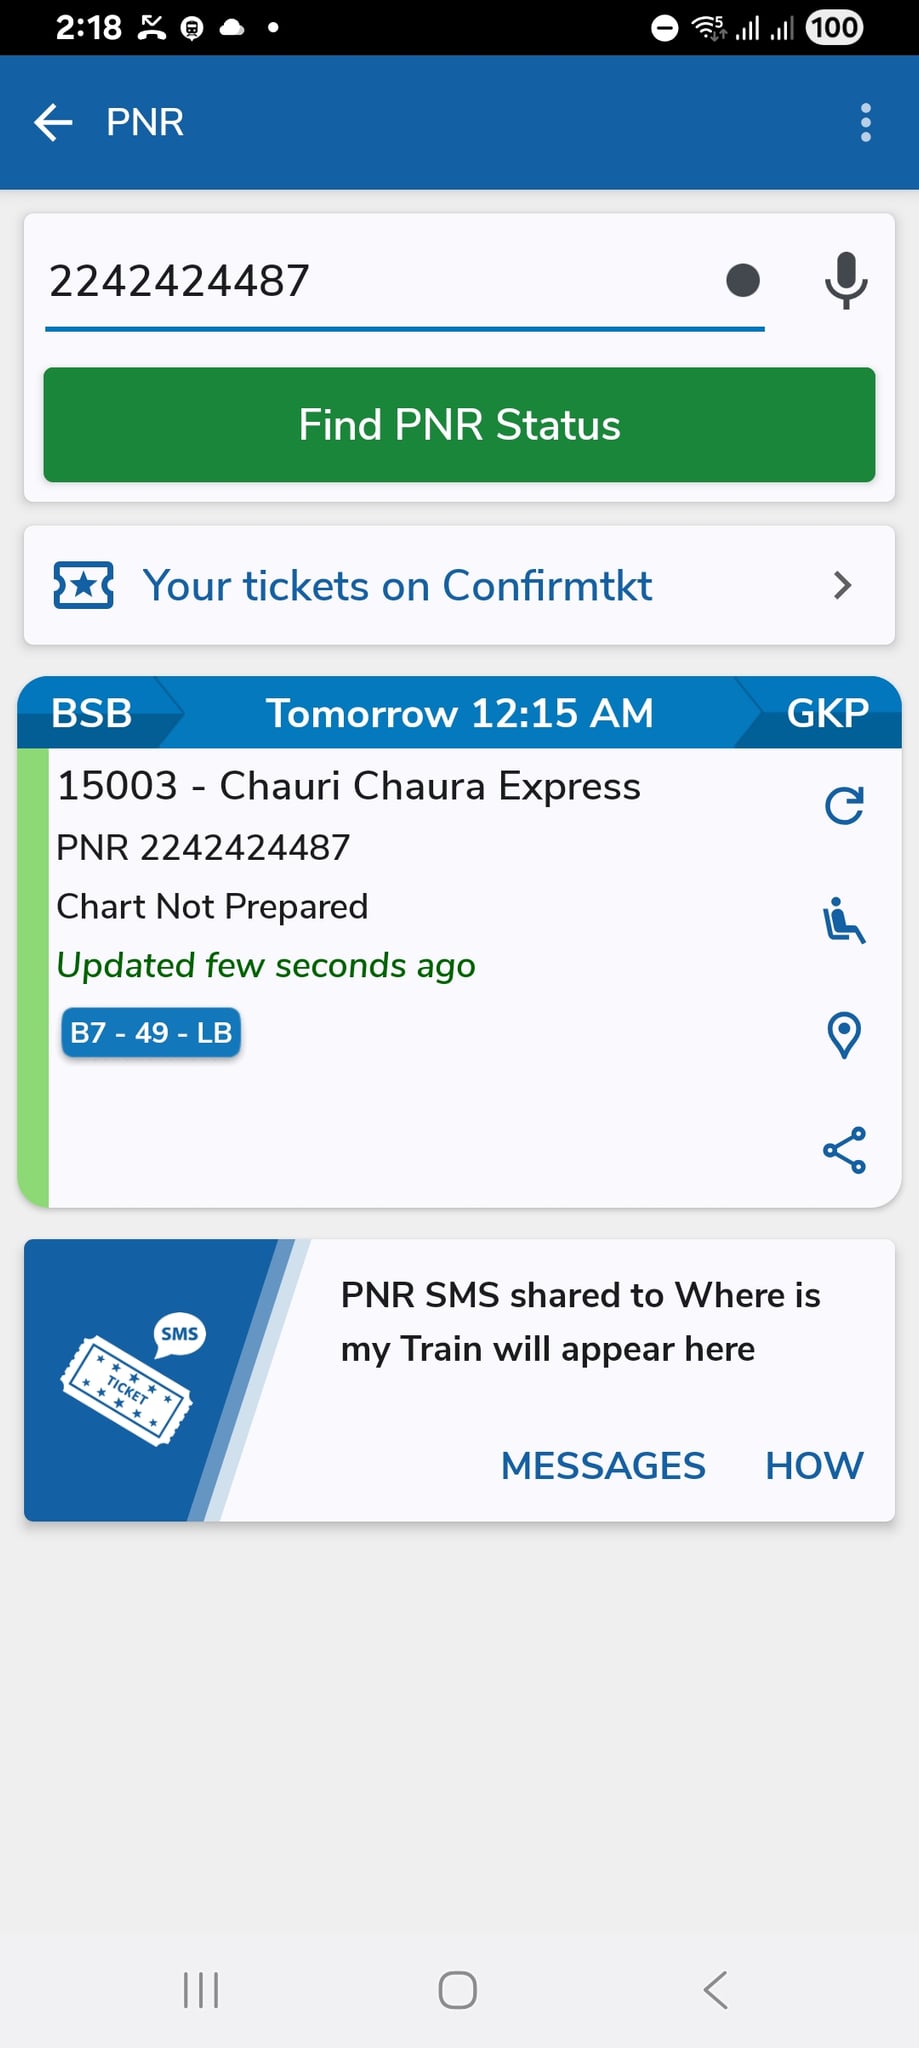 2:18
5
100
PNR
2242424487
Find PNR Status
Your tickets on Confirmtkt
BSB
Tomorrow 12:15 AM
GKP
15003 - Chauri Chaura Express
PNR 2242424487
Chart Not Prepared
Updated few seconds ago
B7 - 49 - LB
PNR SMS shared to Where is
my Train will appear here
SMS
TICKET
MESSAGES
HOW